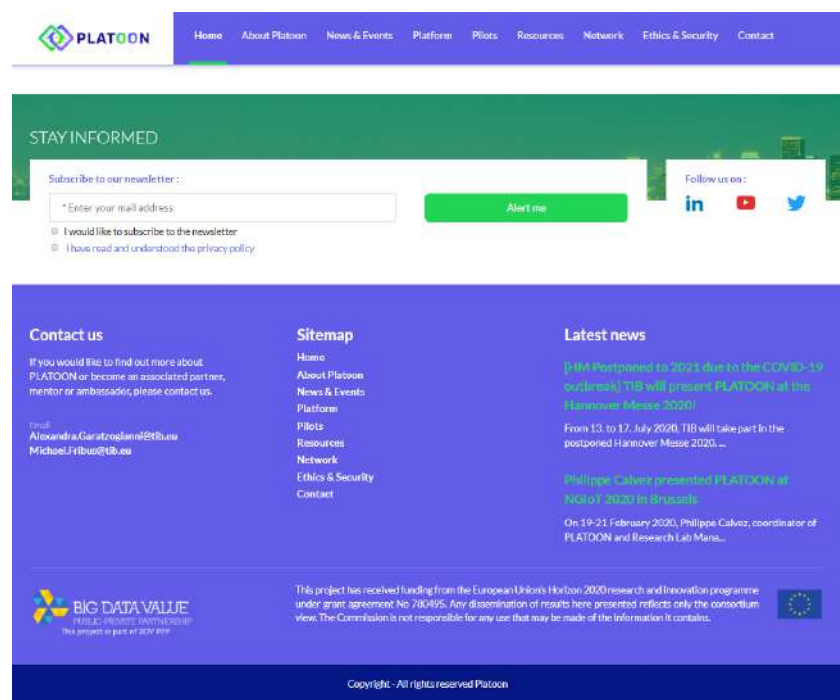 PLATOON
Home About Platoon News & Events Platform Pilots Resources Network Ethics & Security Contact
STAY INFORMED
Subscribe to our newsletter :
* Enter your mail address
Alert me
I would like to subscribe to the newsletter
I have read and understood the privacy policy
Follow us on :
in
Contact us
If you would like to find out more about
PLATOON or become an associated partner,
mentor or ambassador, please contact us.
Email
Alexandra.Garatzogianni@tib.eu
Michael.Fribus@tib.eu
Sitemap
Home
About Platoon
News & Events
Platform
Pilots
Resources
Network
Ethics & Security
Contact
Latest news
[HM Postponed to 2021 due to the COVID-19
outbreak] TIB will present PLATOON at the
Hannover Messe 2020!
From 13. to 17. July 2020, TIB will take part in the
postponed Hannover Messe 2020. ...
Philippe Calvez presented PLATOON at
NGIoT 2020 in Brussels
On 19-21 February 2020, Philippe Calvez, coordinator of
PLATOON and Research Lab Mana...
BIG DATA VALUE
PUBLIC-PRIVATE PARTNERSHIP
This project is part of BDV PPP
This project has received funding from the European Union's Horizon 2020 research and innovation programme
under grant agreement No 780495. Any dissemination of results here presented reflects only the consortium
view. The Commission is not responsible for any use that may be made of the information it contains.
Copyright - All rights reserved Platoon